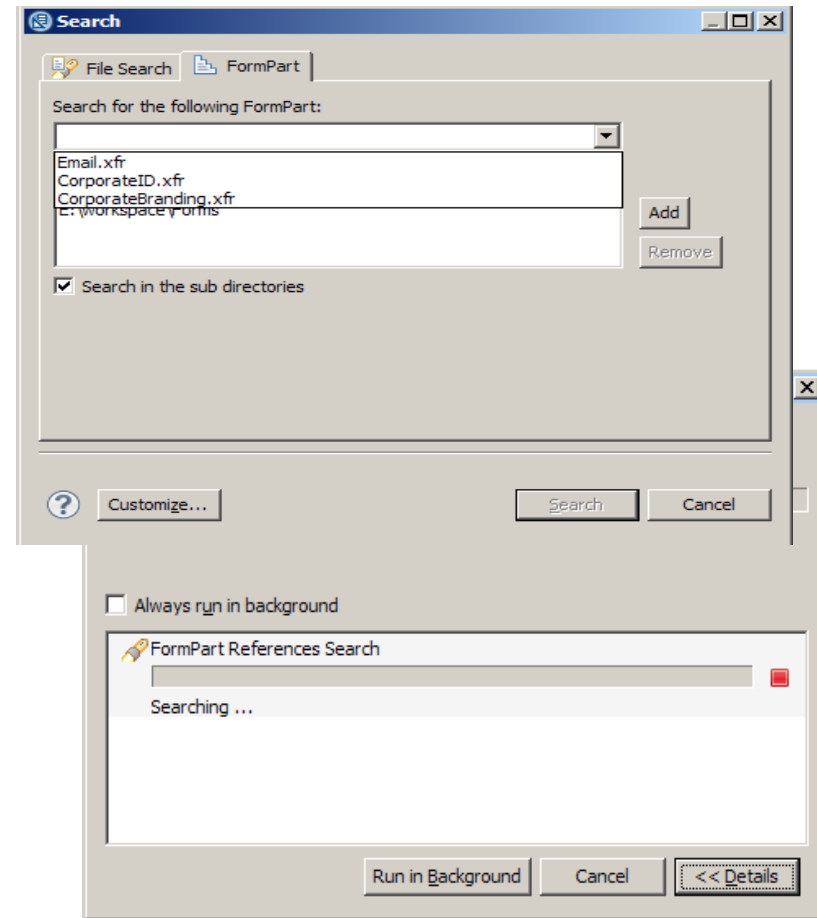 Search
File Search FormPart
Search for the following FormPart:
Email.xfr
CorporateID.xfr
CorporateBranding.xfr
E:\Workspace\Forms
Add
Remove
Search in the sub directories
Customize...
Search
Cancel
Always run in background
FormPart References Search
Searching ...
Run in Background
Cancel
<< Details